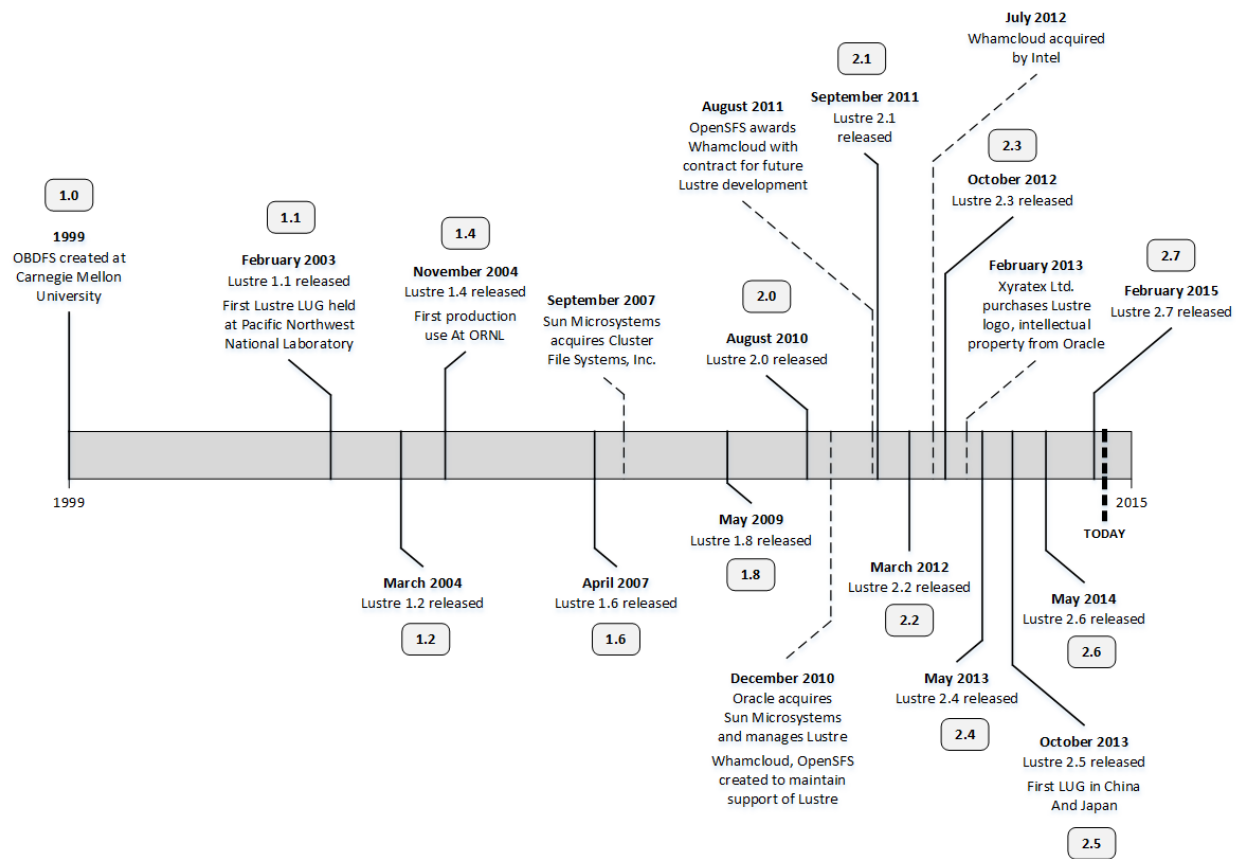 1.0
1999
OBDFS created at
Carnegie Mellon
University
1.1
February 2003
Lustre 1.1 released
First Lustre LUG held
at Pacific Northwest
National Laboratory
1.4
November 2004
Lustre 1.4 released
First production
use At ORNL
September 2007
Sun Microsystems
acquires Cluster
File Systems, Inc.
2.0
August 2010
Lustre 2.0 released
August 2011
OpenSFS awards
Whamcloud with
contract for future
Lustre development
2.1
September 2011
Lustre 2.1
released
July 2012
Whamcloud acquired
by Intel
2.3
October 2012
Lustre 2.3 released
February 2013
Xyratex Ltd.
purchases Lustre
logo, intellectual
property from Oracle
2.7
February 2015
Lustre 2.7 released
1999
2015
TODAY
March 2004
Lustre 1.2 released
1.2
April 2007
Lustre 1.6 released
1.6
May 2009
Lustre 1.8 released
1.8
December 2010
Oracle acquires
Sun Microsystems
and manages Lustre
Whamcloud, OpenSFS
created to maintain
support of Lustre
March 2012
Lustre 2.2 released
2.2
May 2013
Lustre 2.4 released
2.4
October 2013
Lustre 2.5 released
First LUG in China
And Japan
2.5
May 2014
Lustre 2.6 released
2.6